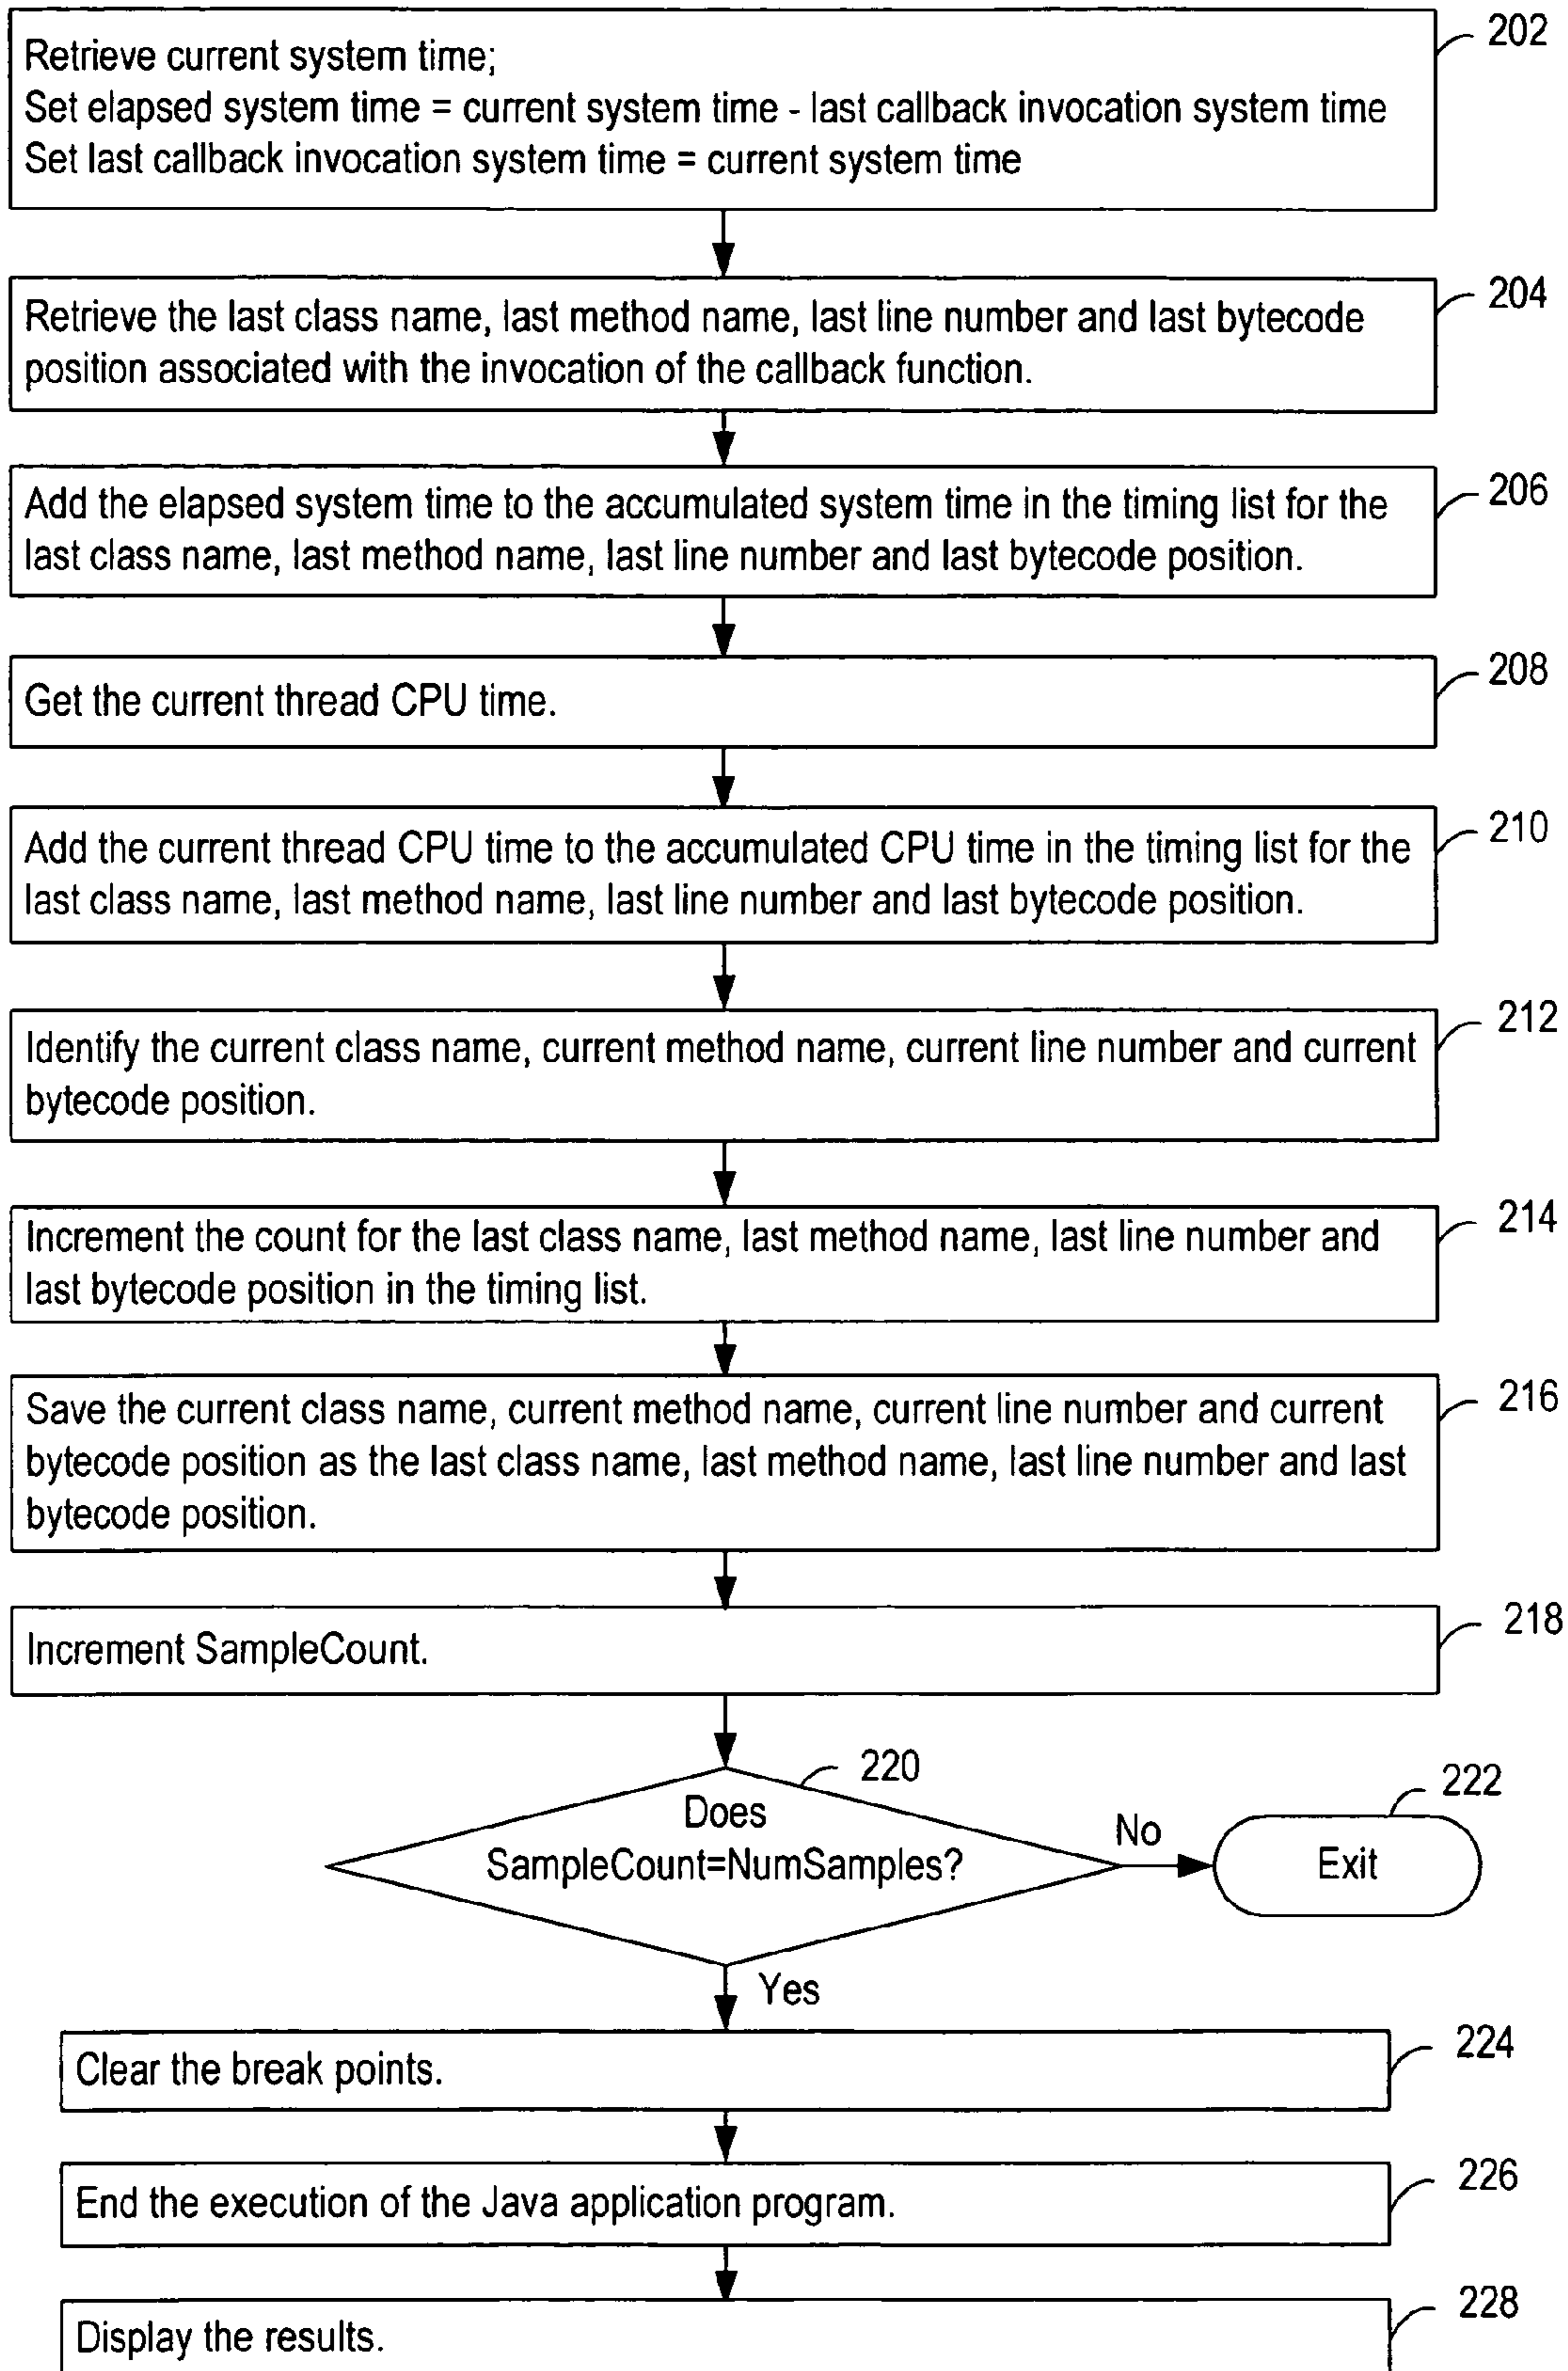 202
Retrieve current system time;
Set elapsed system time = current system time - last callback invocation system time
Set last callback invocation system time = current system time
204
Retrieve the last class name, last method name, last line number and last bytecode
position associated with the invocation of the callback function.
206
Add the elapsed system time to the accumulated system time in the timing list for the
last class name, last method name, last line number and last bytecode position.
208
Get the current thread CPU time.
210
Add the current thread CPU time to the accumulated CPU time in the timing list for the
last class name, last method name, last line number and last bytecode position.
212
Identify the current class name, current method name, current line number and current
bytecode position.
214
Increment the count for the last class name, last method name, last line number and
last bytecode position in the timing list.
216
Save the current class name, current method name, current line number and current
bytecode position as the last class name, last method name, last line number and last
bytecode position.
218
Increment SampleCount.
220
Does
SampleCount=NumSamples?
No
222
Exit
Yes
224
Clear the break points.
226
End the execution of the Java application program.
228
Display the results.